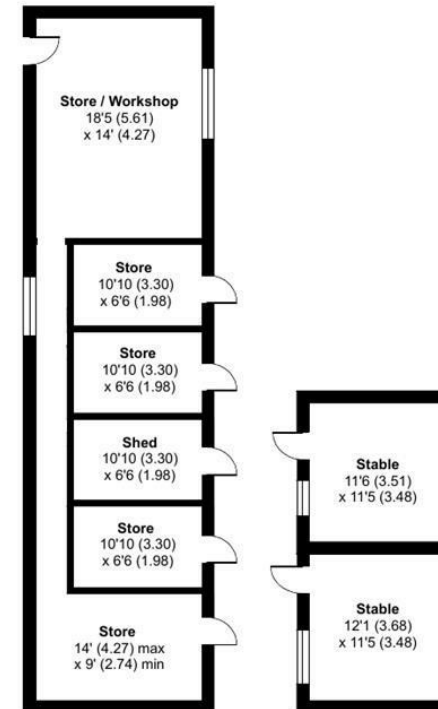 Store / Workshop
18'5 (5.61)
x 14' (4.27)
Store
10'10 (3.30)
x 6'6 (1.98)
Store
10'10 (3.30)
x 6'6 (1.98)
Shed
10'10 (3.30)
x 6'6 (1.98)
Store
10'10 (3.30)
x 6'6 (1.98)
Store
14' (4.27) max
x 9' (2.74) min
Stable
11'6 (3.51)
x 11'5 (3.48)
Stable
12'1 (3.68)
x 11'5 (3.48)